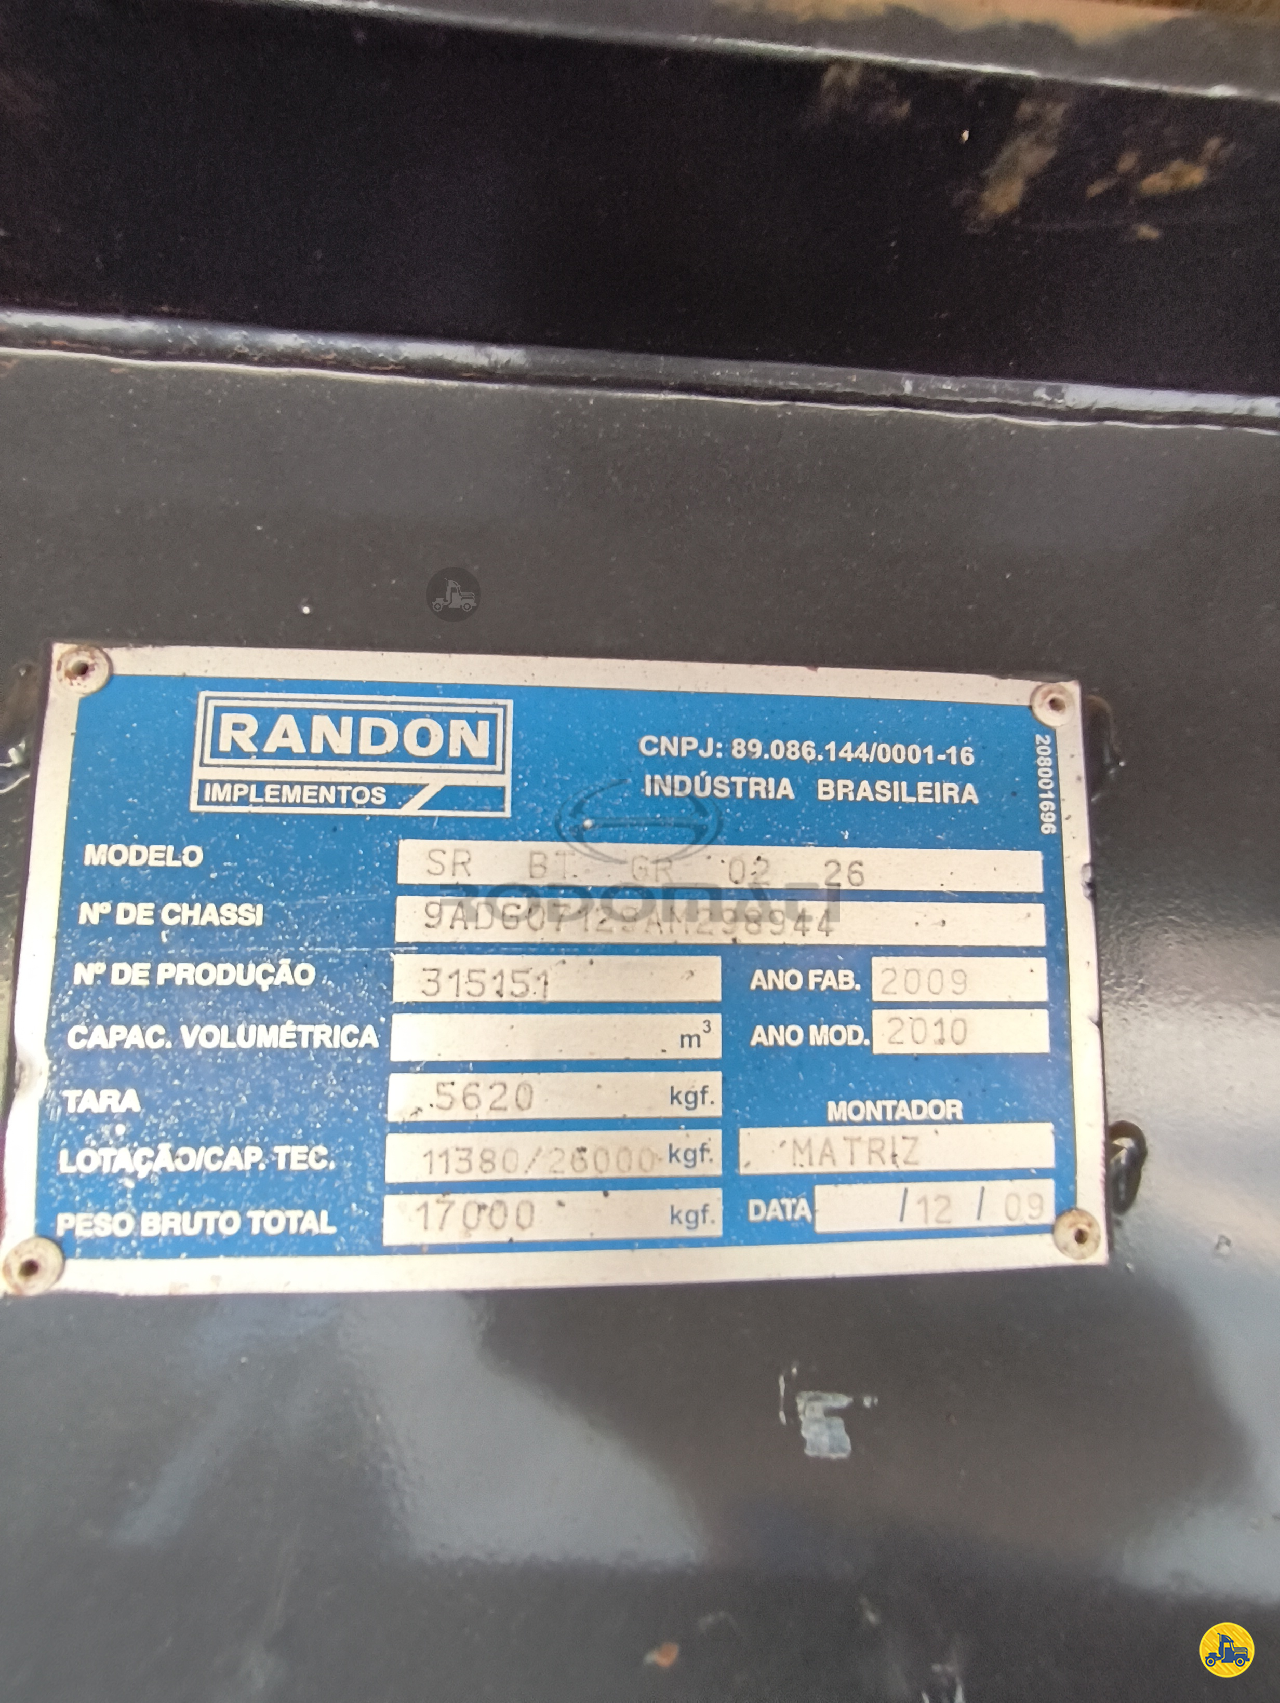 RANDON
IMPLEMENTOS
CNPJ: 89.086.144/0001-16
INDÚSTRIA BRASILEIRA
208001696
MODELO SR BT GR 02 26
Nº DE CHASSI 9ADG07129AM298944
Nº DE PRODUÇÃO 315151 ANO FAB. 2009
CAPAC. VOLUMÉTRICA m³ ANO MOD. 2010
TARA 5620 kgf.
MONTADOR
LOTAÇÃO/CAP. TEC. 11380/26000 kgf. MATRIZ
PESO BRUTO TOTAL 17000 kgf. DATA /12 / 09
RODOMAQ